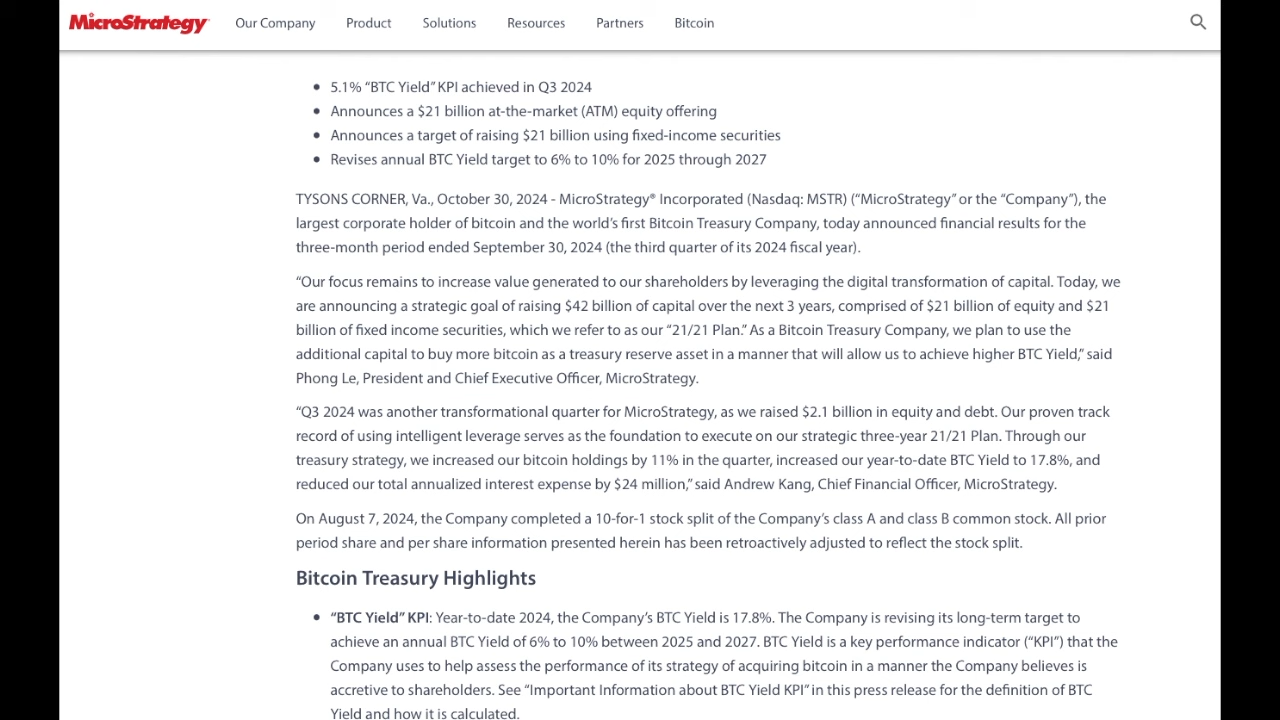 MicroStrategy Our Company Product Solutions Resources Partners Bitcoin
• 5.1% “BTC Yield” KPI achieved in Q3 2024
• Announces a $21 billion at-the-market (ATM) equity offering
• Announces a target of raising $21 billion using fixed-income securities
• Revises annual BTC Yield target to 6% to 10% for 2025 through 2027
TYSONS CORNER, Va., October 30, 2024 - MicroStrategy® Incorporated (Nasdaq: MSTR) (“MicroStrategy” or the “Company”), the
largest corporate holder of bitcoin and the world’s first Bitcoin Treasury Company, today announced financial results for the
three-month period ended September 30, 2024 (the third quarter of its 2024 fiscal year).
“Our focus remains to increase value generated to our shareholders by leveraging the digital transformation of capital. Today, we
are announcing a strategic goal of raising $42 billion of capital over the next 3 years, comprised of $21 billion of equity and $21
billion of fixed income securities, which we refer to as our “21/21 Plan.” As a Bitcoin Treasury Company, we plan to use the
additional capital to buy more bitcoin as a treasury reserve asset in a manner that will allow us to achieve higher BTC Yield,” said
Phong Le, President and Chief Executive Officer, MicroStrategy.
“Q3 2024 was another transformational quarter for MicroStrategy, as we raised $2.1 billion in equity and debt. Our proven track
record of using intelligent leverage serves as the foundation to execute on our strategic three-year 21/21 Plan. Through our
treasury strategy, we increased our bitcoin holdings by 11% in the quarter, increased our year-to-date BTC Yield to 17.8%, and
reduced our total annualized interest expense by $24 million,” said Andrew Kang, Chief Financial Officer, MicroStrategy.
On August 7, 2024, the Company completed a 10-for-1 stock split of the Company’s class A and class B common stock. All prior
period share and per share information presented herein has been retroactively adjusted to reflect the stock split.
Bitcoin Treasury Highlights
• “BTC Yield” KPI: Year-to-date 2024, the Company’s BTC Yield is 17.8%. The Company is revising its long-term target to
achieve an annual BTC Yield of 6% to 10% between 2025 and 2027. BTC Yield is a key performance indicator (“KPI”) that the
Company uses to help assess the performance of its strategy of acquiring bitcoin in a manner the Company believes is
accretive to shareholders. See “Important Information about BTC Yield KPI” in this press release for the definition of BTC
Yield and how it is calculated.